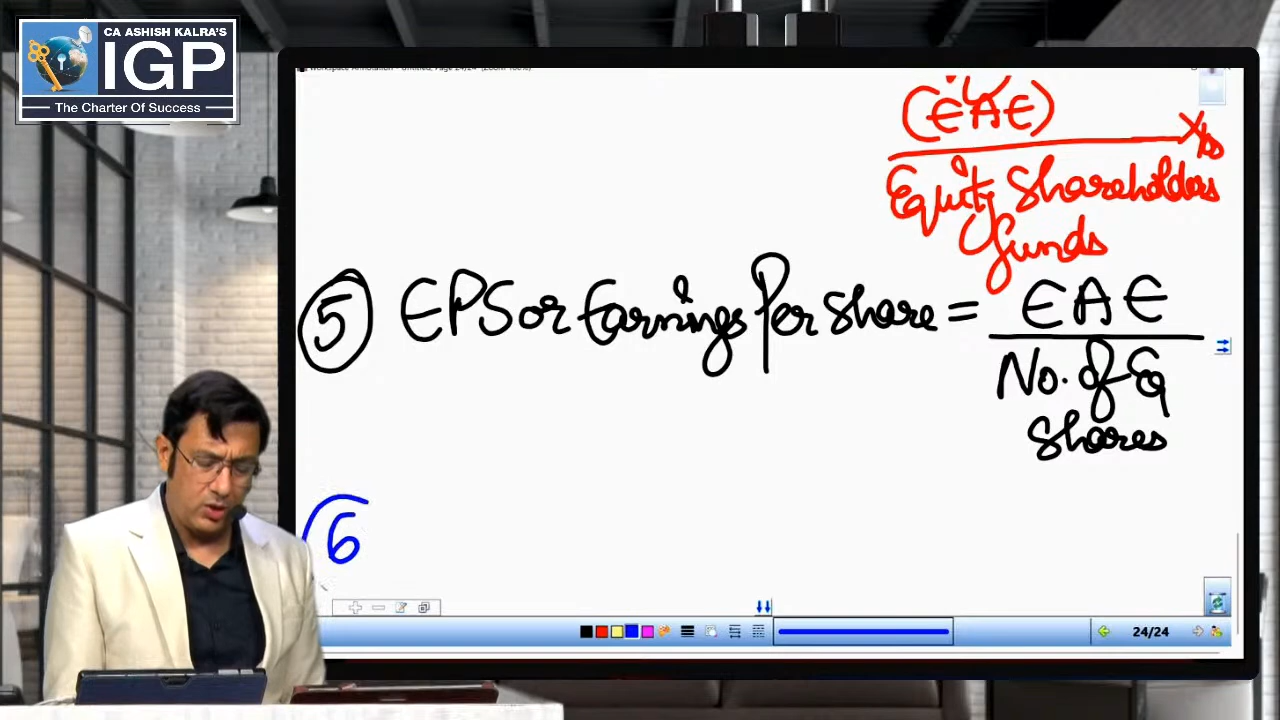 CA ASHISH KALRA'S
IGP
The Charter Of Success
(EAE)
Equity Shareholders
funds
5 EPS or Earnings Per share = EAE
No. of Eq
shares
6
24/24